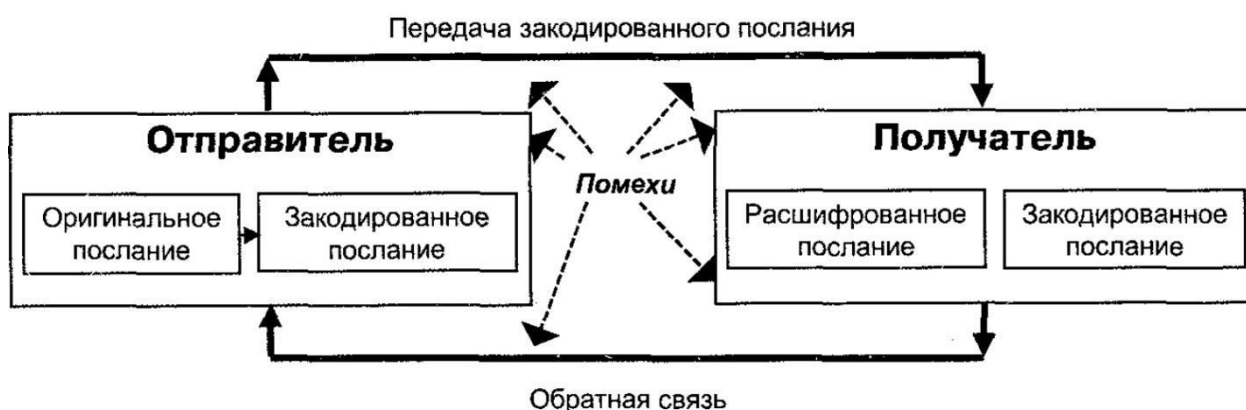 Передача закодированного послания
Отправитель
Оригинальное
послание
Закодированное
послание
Помехи
Получатель
Расшифрованное
послание
Закодированное
послание
Обратная связь